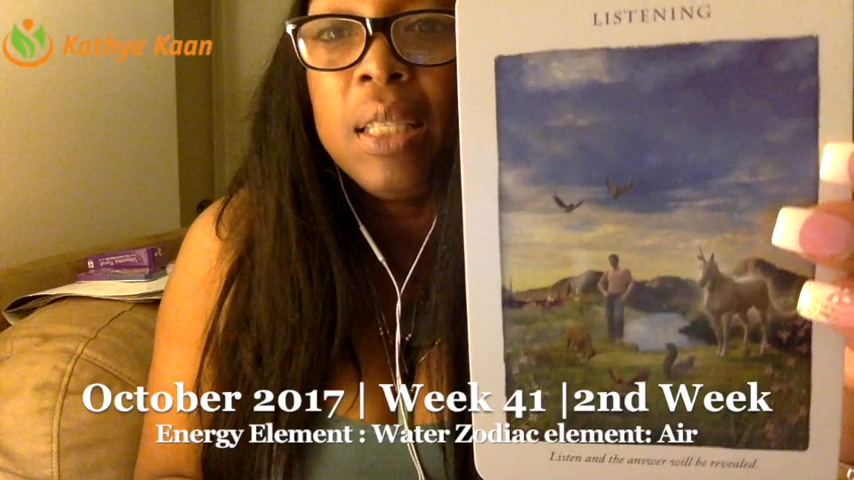 Kathye Kaan
LISTENING
October 2017 | Week 41 |2nd Week
Energy Element : Water Zodiac element: Air
Listen and the answer will be revealed.